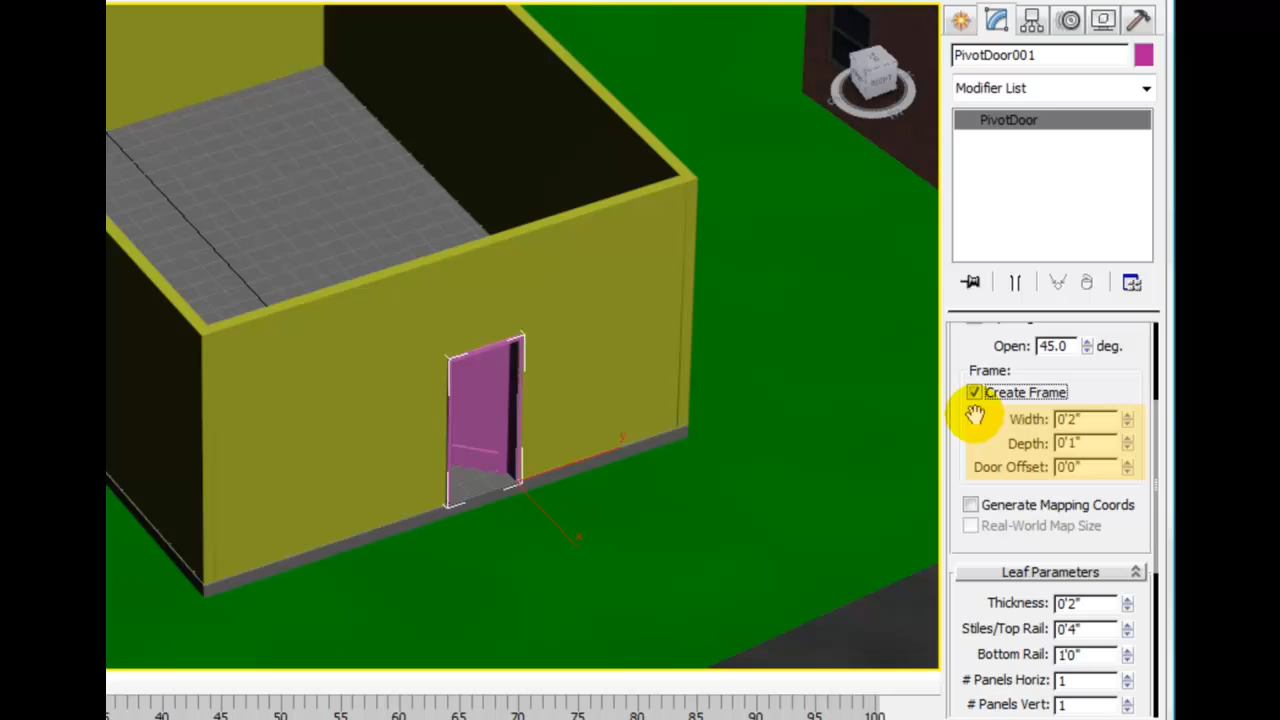 PivotDoor001
Modifier List
PivotDoor
RIGHT
Open: 45.0 deg.
Frame:
Create Frame
Width: 0'2"
Depth: 0'1"
Door Offset: 0'0"
Generate Mapping Coords
Real-World Map Size
Leaf Parameters
Thickness: 0'2"
Stiles/Top Rail: 0'4"
Bottom Rail: 1'0"
# Panels Horiz: 1
# Panels Vert: 1
y
x
40 45 50 55 60 65 70 75 80 85 90 95 100